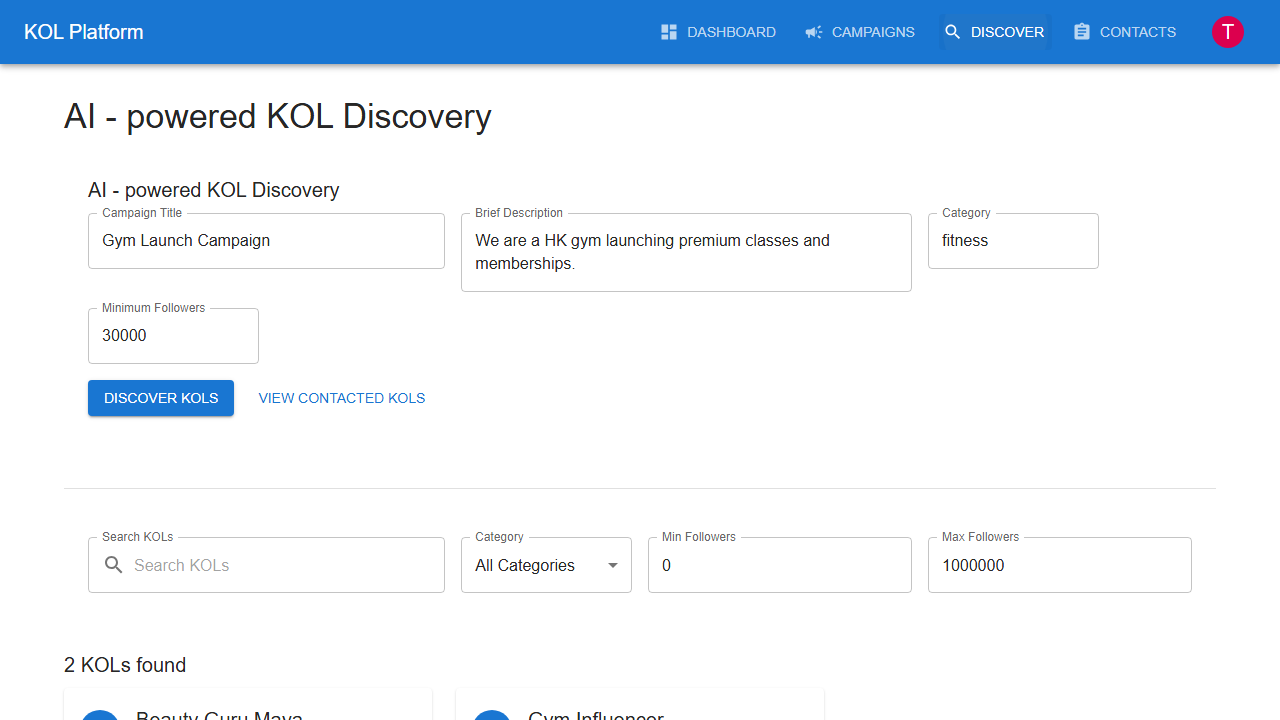 KOL Platform
DASHBOARD
CAMPAIGNS
DISCOVER
CONTACTS
T
AI - powered KOL Discovery
AI - powered KOL Discovery
Campaign Title
Gym Launch Campaign
Brief Description
We are a HK gym launching premium classes and
memberships.
Category
fitness
Minimum Followers
30000
DISCOVER KOLS
VIEW CONTACTED KOLS
Search KOLs
Search KOLs
Category
All Categories
Min Followers
0
Max Followers
1000000
2 KOLs found
Beauty Guru Maya
Gym Influencer